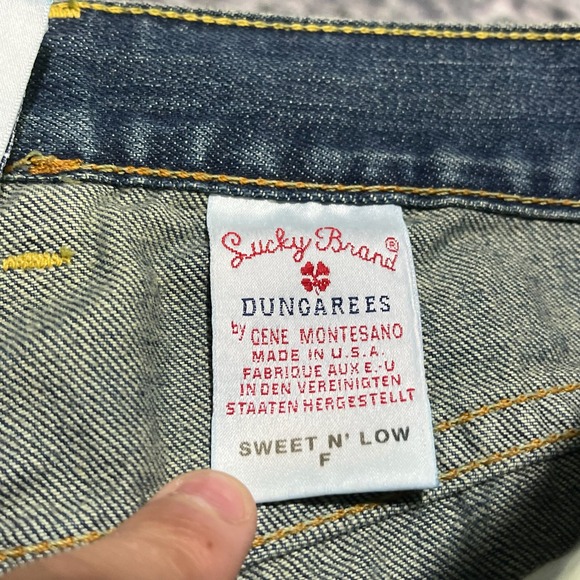 Lucky Brand®
DUNGAREES
by GENE MONTESANO
MADE IN U.S.A.
FABRIQUE AUX E.-U
IN DEN VEREINIGTEN
STAATEN HERGESTELLT
SWEET N' LOW
F